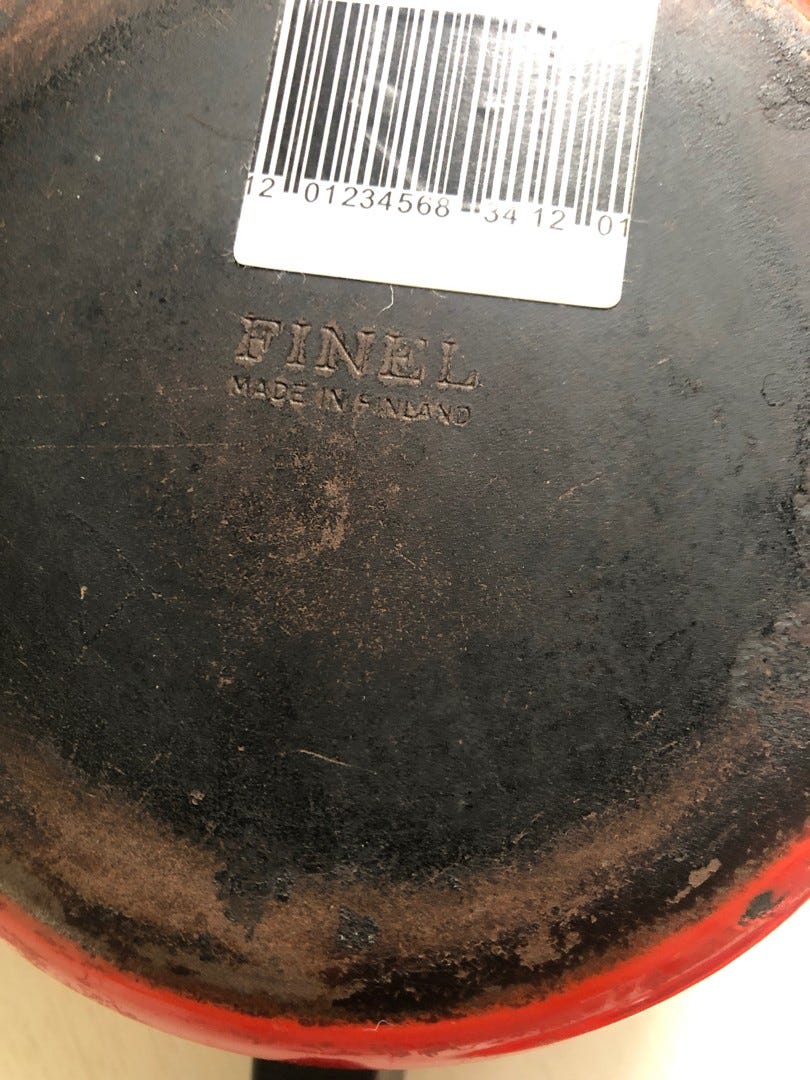 12 01234568 34 12 01
FINEL
MADE IN FINLAND